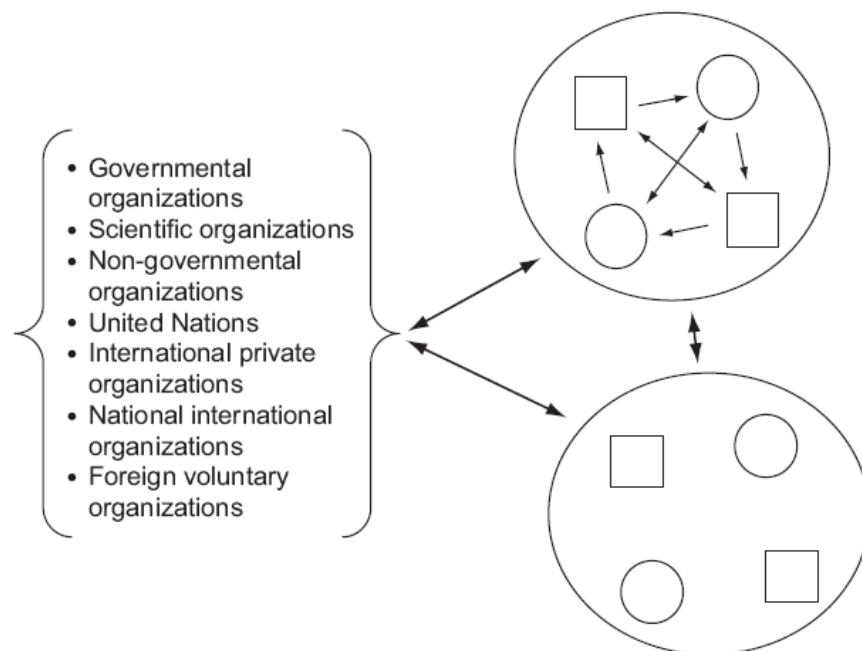 • Governmental
organizations
• Scientific organizations
• Non-governmental
organizations
• United Nations
• International private
organizations
• National international
organizations
• Foreign voluntary
organizations